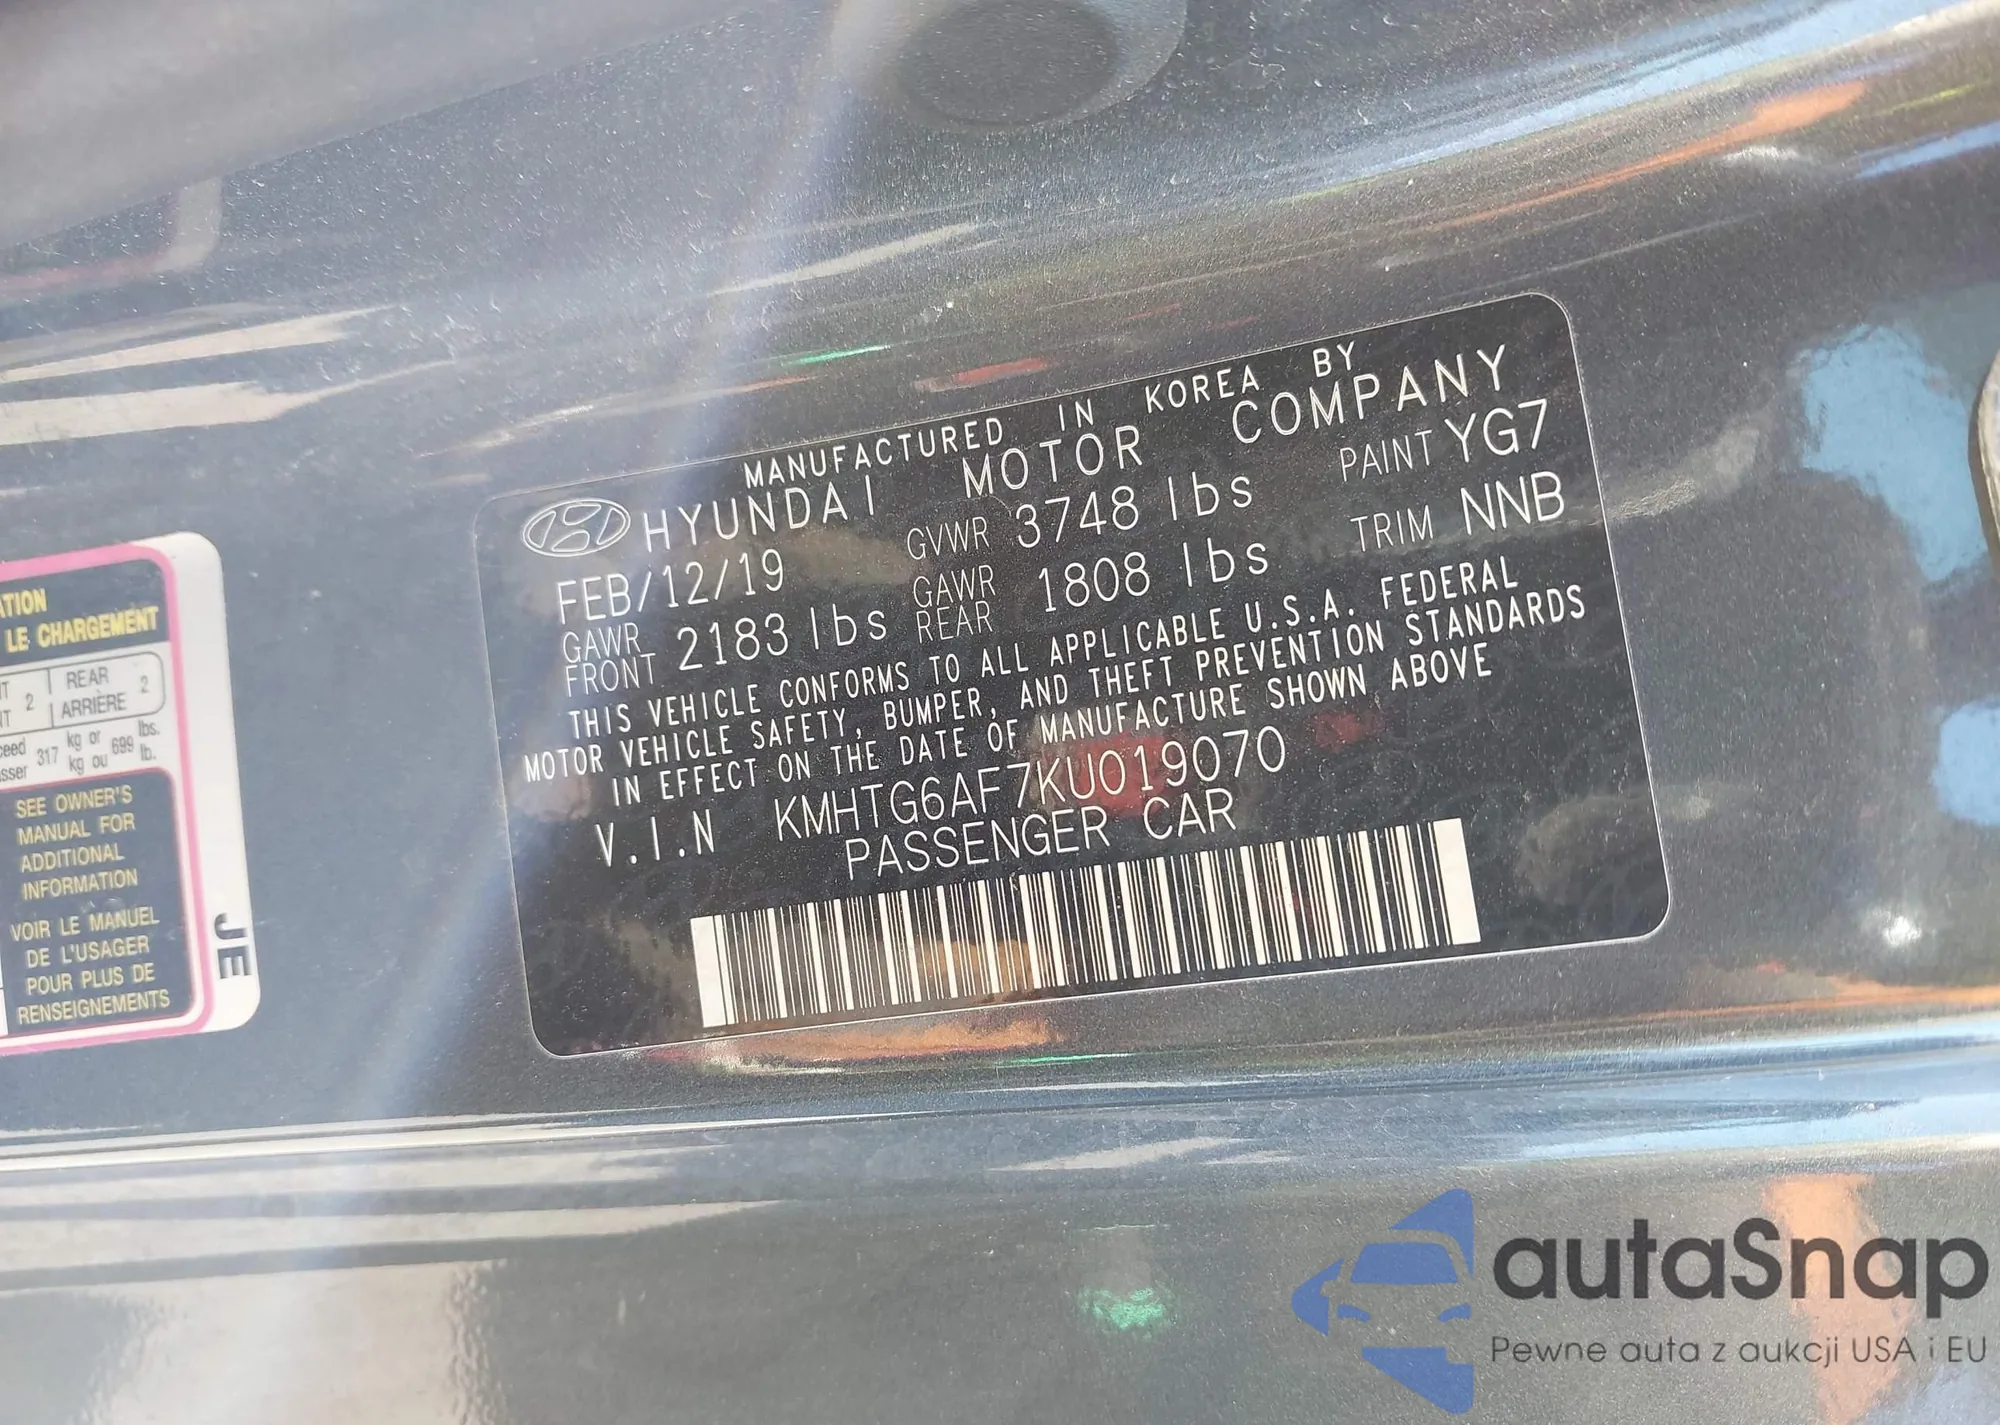 MANUFACTURED IN KOREA BY
HYUNDAI MOTOR COMPANY
FEB/12/19 GVWR 3748 lbs PAINT YG7
GAWR FRONT 2183 lbs GAWR REAR 1808 lbs TRIM NNB
THIS VEHICLE CONFORMS TO ALL APPLICABLE U.S.A. FEDERAL
MOTOR VEHICLE SAFETY, BUMPER, AND THEFT PREVENTION STANDARDS
IN EFFECT ON THE DATE OF MANUFACTURE SHOWN ABOVE
V.I.N KMHTG6AF7KU019070
PASSENGER CAR
LE CHARGEMENT
2 REAR 2
ARRIÈRE
317 kg or 699 lbs.
kg ou lb.
SEE OWNER'S
MANUAL FOR
ADDITIONAL
INFORMATION
VOIR LE MANUEL
DE L'USAGER
POUR PLUS DE
RENSEIGNEMENTS
JE
autaSnap
Pewne auta z aukcji USA i EU